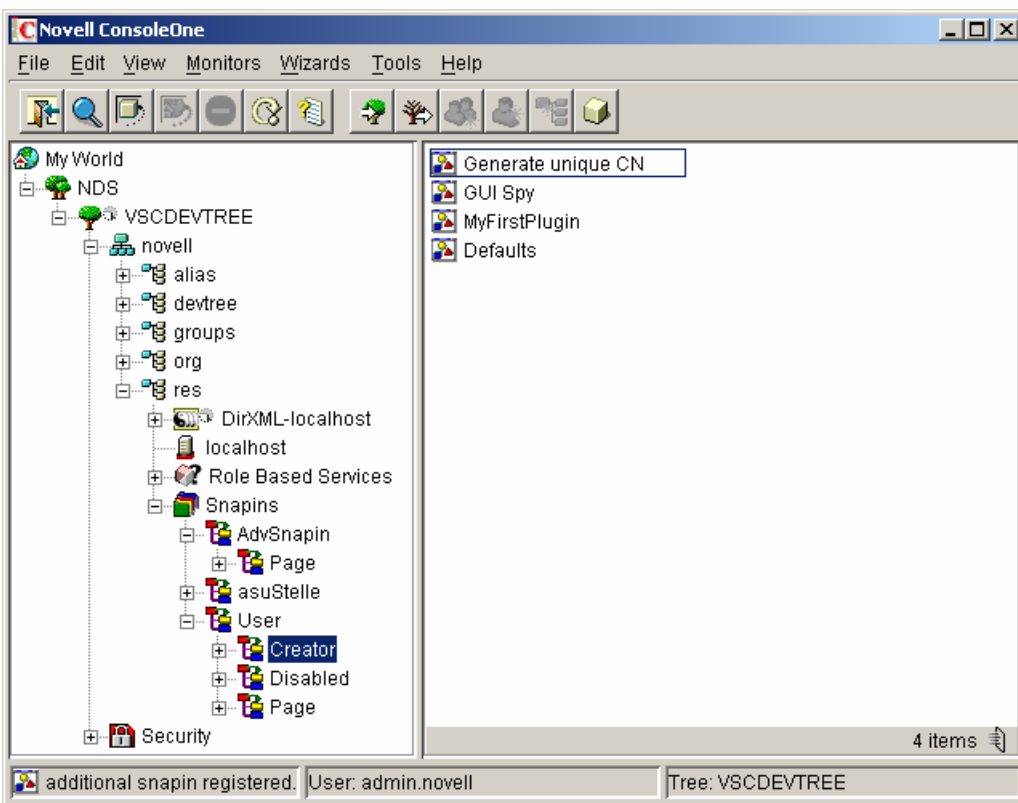 Novell ConsoleOne
File Edit View Monitors Wizards Tools Help
My World
NDS
VSCDEVTREE
novell
alias
devtree
groups
org
res
DirXML-localhost
localhost
Role Based Services
Snapins
AdvSnapin
Page
asuStelle
User
Creator
Disabled
Page
Security
Generate unique CN
GUI Spy
MyFirstPlugin
Defaults
4 items
additional snapin registered. User: admin.novell Tree: VSCDEVTREE